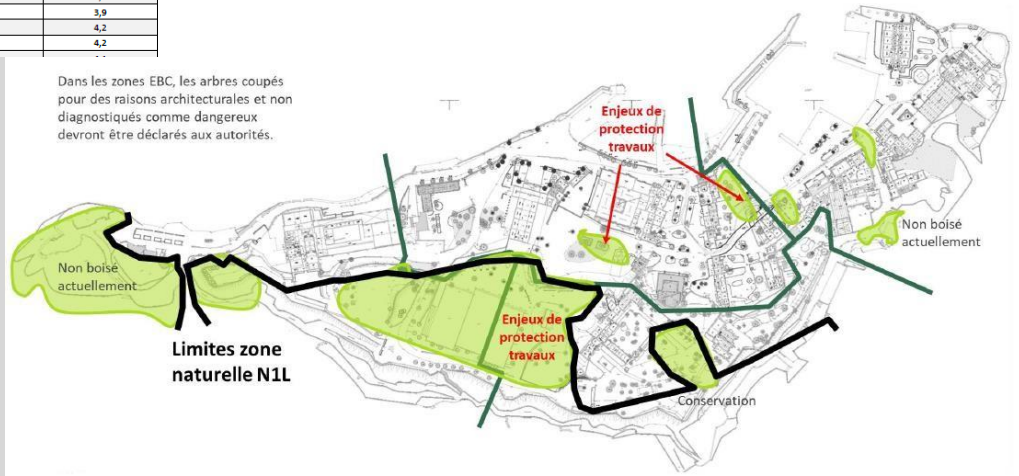 3,9
4,2
4,2
Dans les zones EBC, les arbres coupés
pour des raisons architecturales et non
diagnostiqués comme dangereux
devront être déclarés aux autorités.
Enjeux de
protection
travaux
Non boisé
actuellement
Non boisé
actuellement
Enjeux de
protection
travaux
Limites zone
naturelle N1L
Conservation